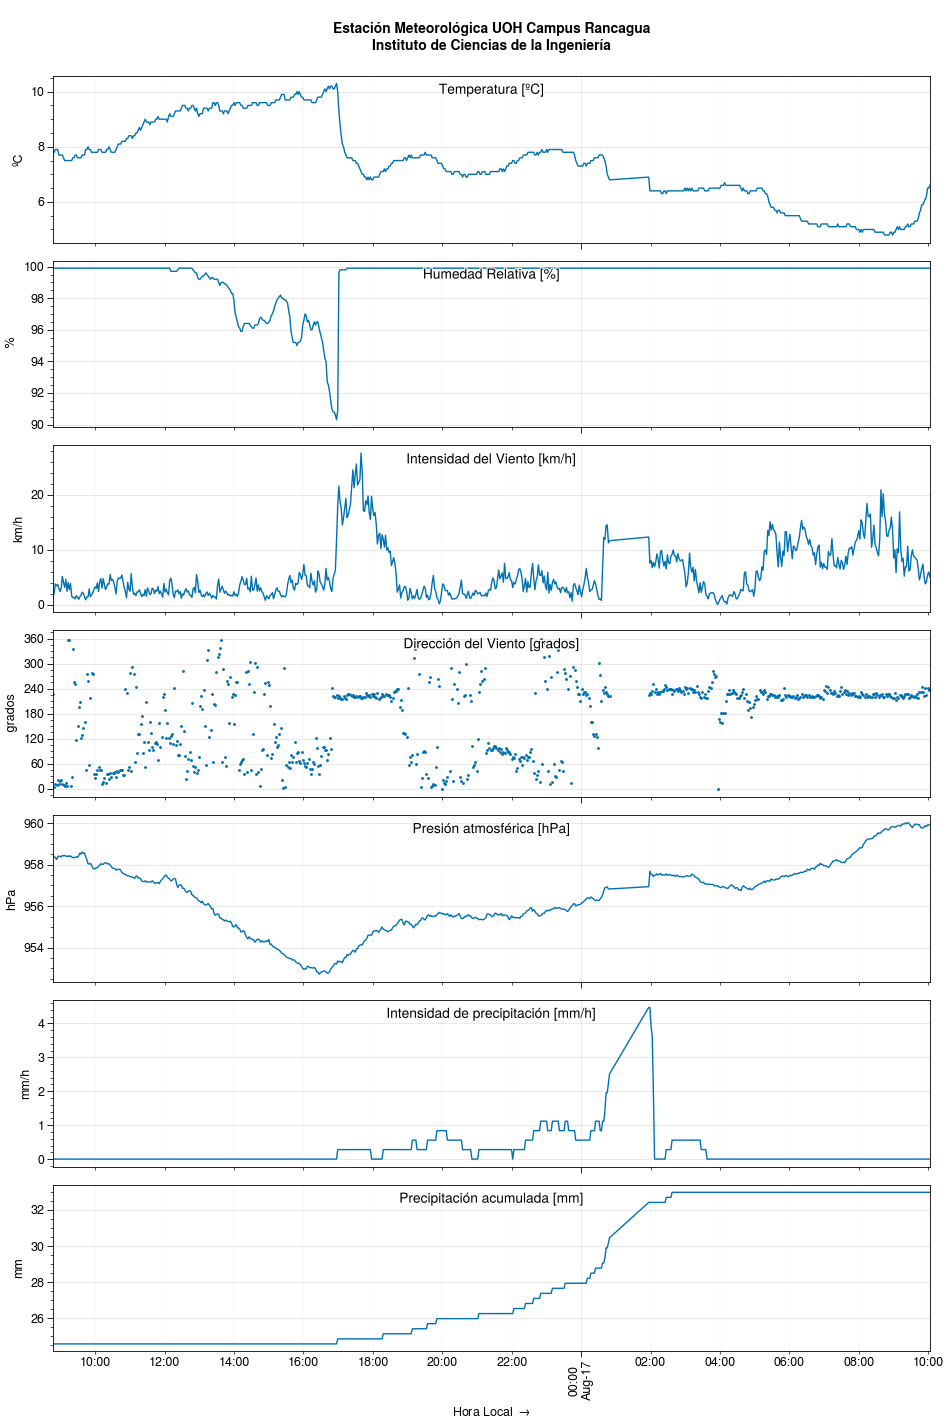 Estación Meteorológica UOH Campus Rancagua
Instituto de Ciencias de la Ingeniería
Temperatura [ºC]
ºC
10
8
6
Humedad Relativa [%]
%
100
98
96
94
92
90
Intensidad del Viento [km/h]
km/h
20
10
0
Dirección del Viento [grados]
grados
360
300
240
180
120
60
0
Presión atmosférica [hPa]
hPa
960
958
956
954
Intensidad de precipitación [mm/h]
mm/h
4
3
2
1
0
Precipitación acumulada [mm]
mm
32
30
28
26
10:00 12:00 14:00 16:00 18:00 20:00 22:00 00:00 02:00 04:00 06:00 08:00 10:00
Aug-17
Hora Local →